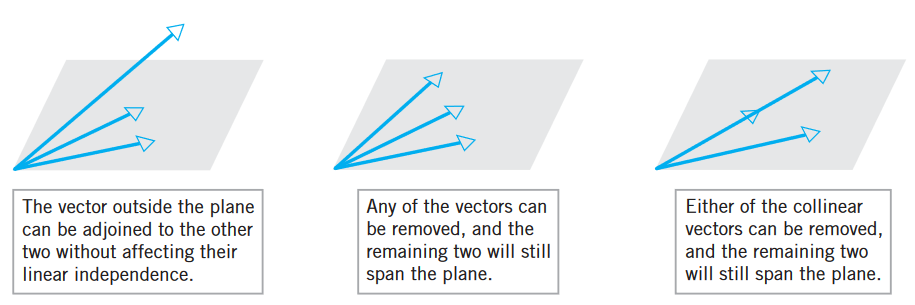 The vector outside the plane
can be adjoined to the other
two without affecting their
linear independence.
Any of the vectors can
be removed, and the
remaining two will still
span the plane.
Either of the collinear
vectors can be removed,
and the remaining two
will still span the plane.